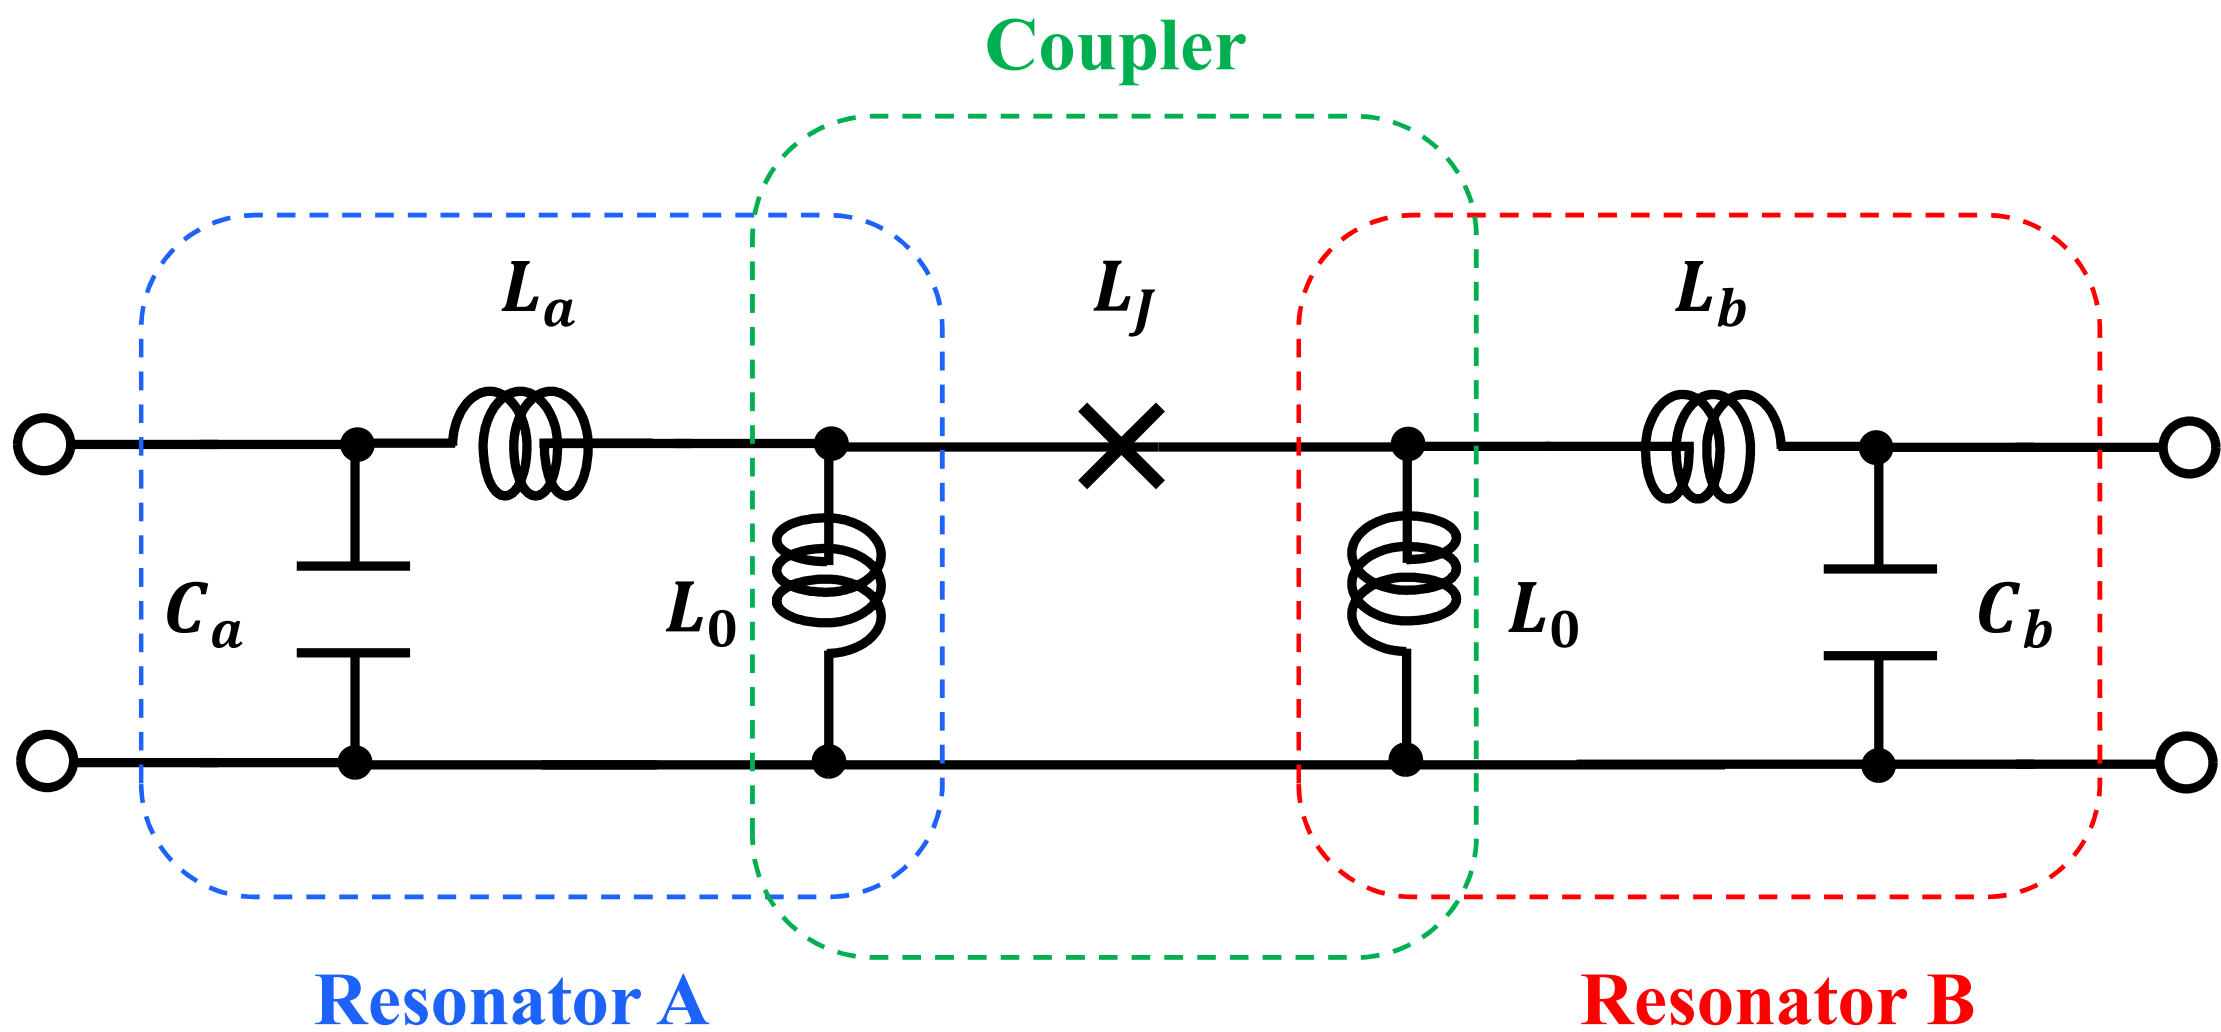 Coupler
L_a
L_J
L_b
C_a
L_0
L_0
C_b
Resonator A
Resonator B